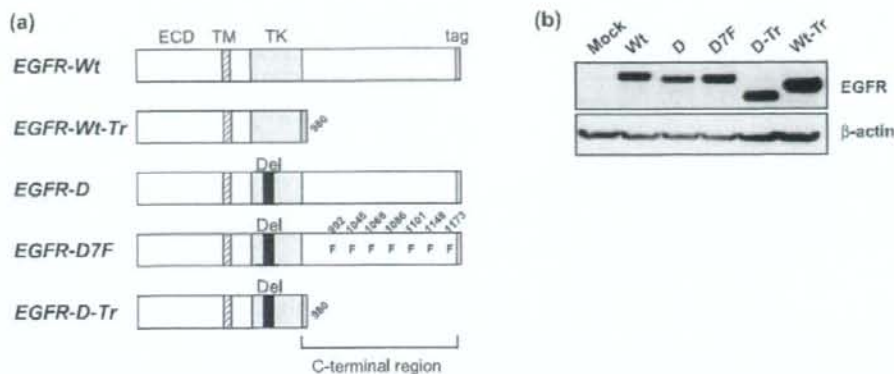 (a)
ECD TM TK tag
EGFR-Wt
EGFR-Wt-Tr
980
Del
EGFR-D
Del
992 1045 1068 1086 1101 1148 1173
EGFR-D7F
F F F F F F F
Del
EGFR-D-Tr
980
C-terminal region
(b)
Mock Wt D D7F D-Tr Wt-Tr
EGFR
β-actin